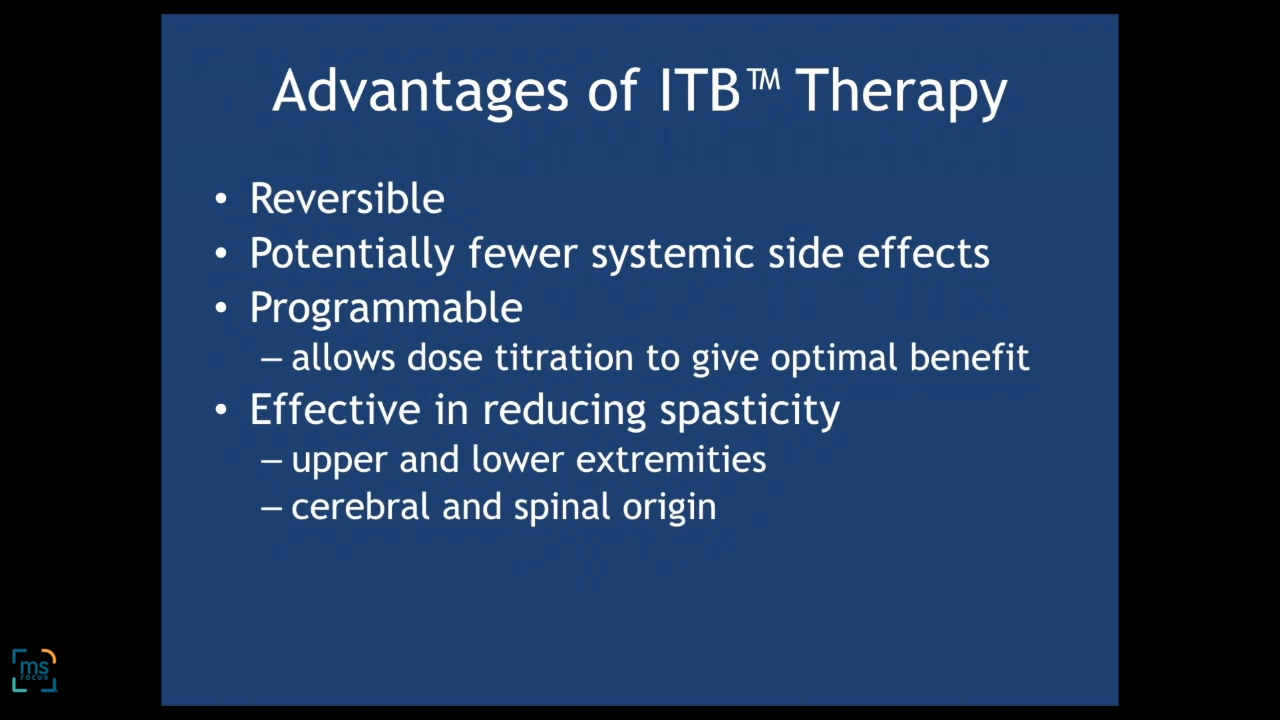 Advantages of ITB™ Therapy
• Reversible
• Potentially fewer systemic side effects
• Programmable
– allows dose titration to give optimal benefit
• Effective in reducing spasticity
– upper and lower extremities
– cerebral and spinal origin
ms
FOCUS